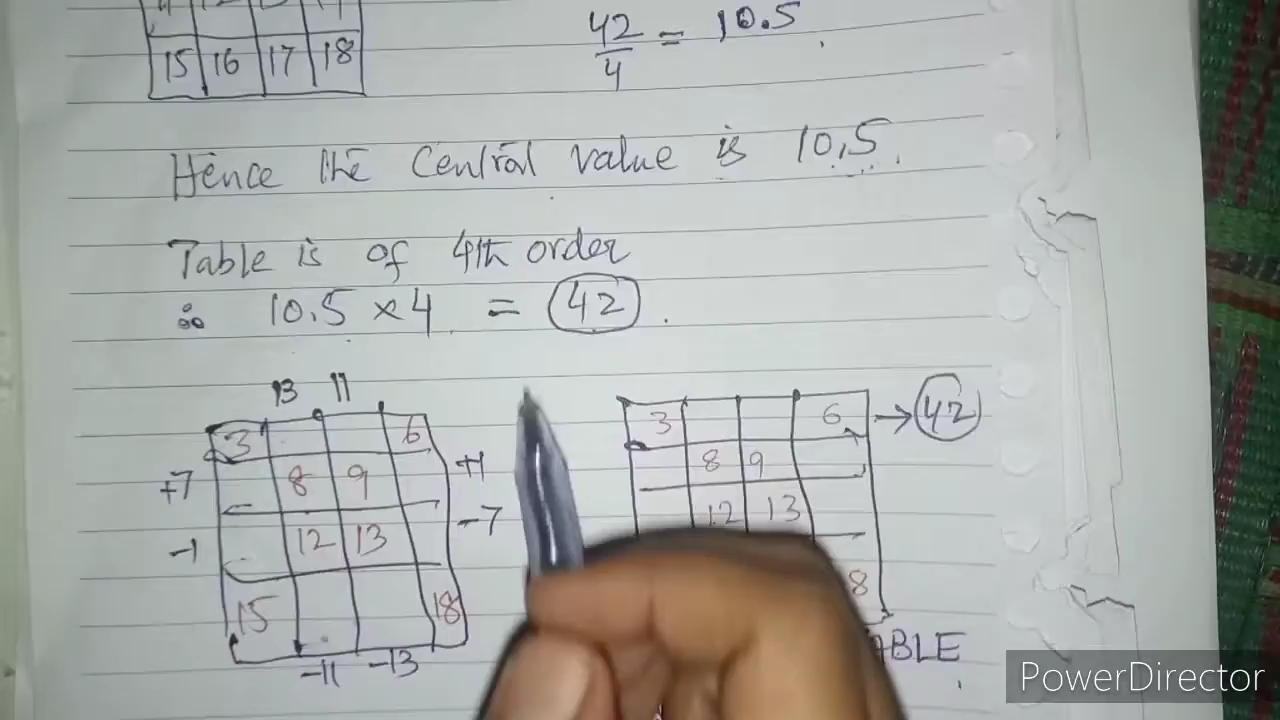 15 16 17 18
42/4 = 10.5
Hence the Central value is 10.5.
Table is of 4th order
∴ 10.5 × 4 = 42.
13 11
3 6
+7 8 9 +1
-1 12 13 -7
15 18
-11 -13
3 6 → 42
8 9
12 13
8
ABLE
PowerDirector